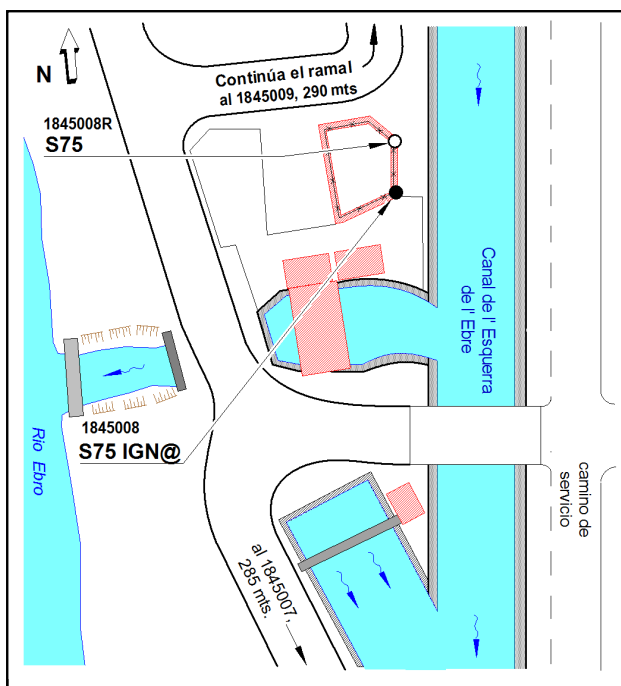 N
Continúa el ramal
al 1845009, 290 mts
1845008R
S75
Canal de l' Esquerra
de l' Ebre
1845008
S75 IGN@
Rio Ebro
camino de
servicio
al 1845007,
285 mts.